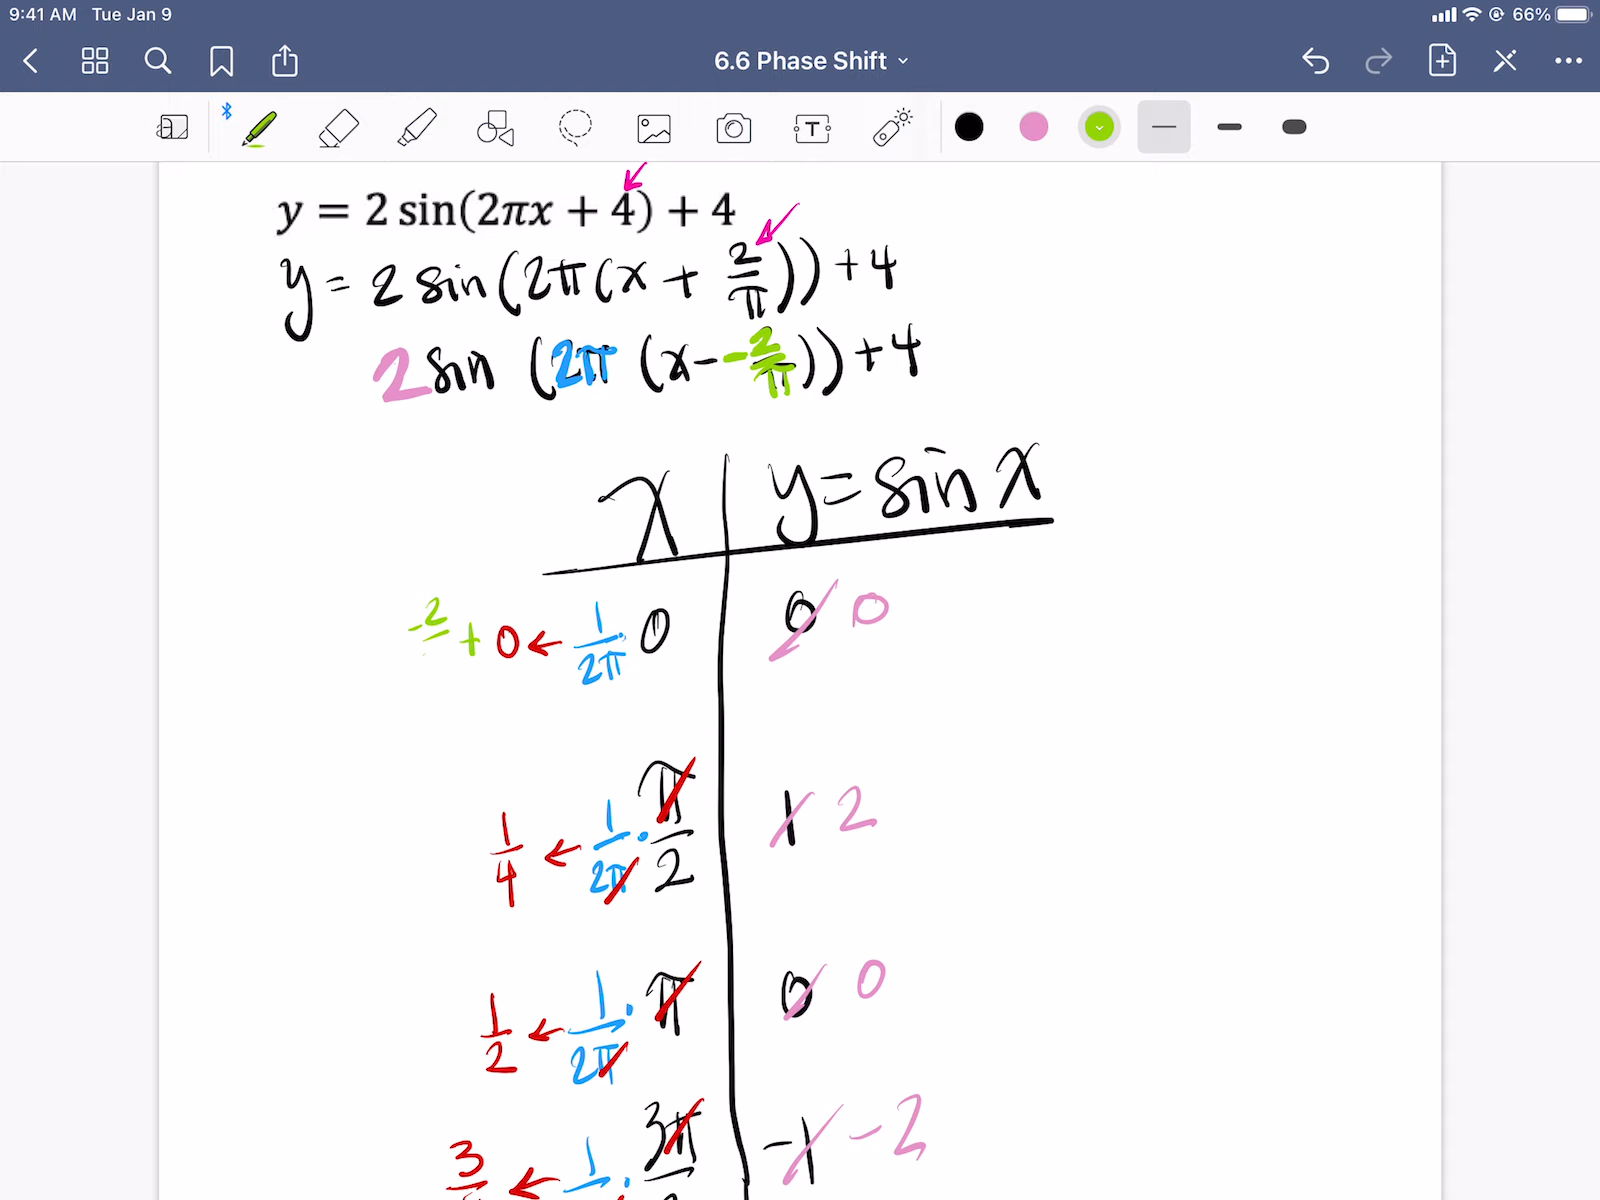 9:41 AM Tue Jan 9 66%
6.6 Phase Shift
T
y = 2 sin(2πx + 4) + 4
y = 2 sin(2π(x + 2/π)) + 4
2 sin (2π (x - -2/π)) + 4
x y = sin x
-2 + 0 ← 1/2π · 0 0 0
1/4 ← 1/2π · π/2 1 2
1/2 ← 1/2π · π 0 0
3 ← 1 · 3π -1 -2